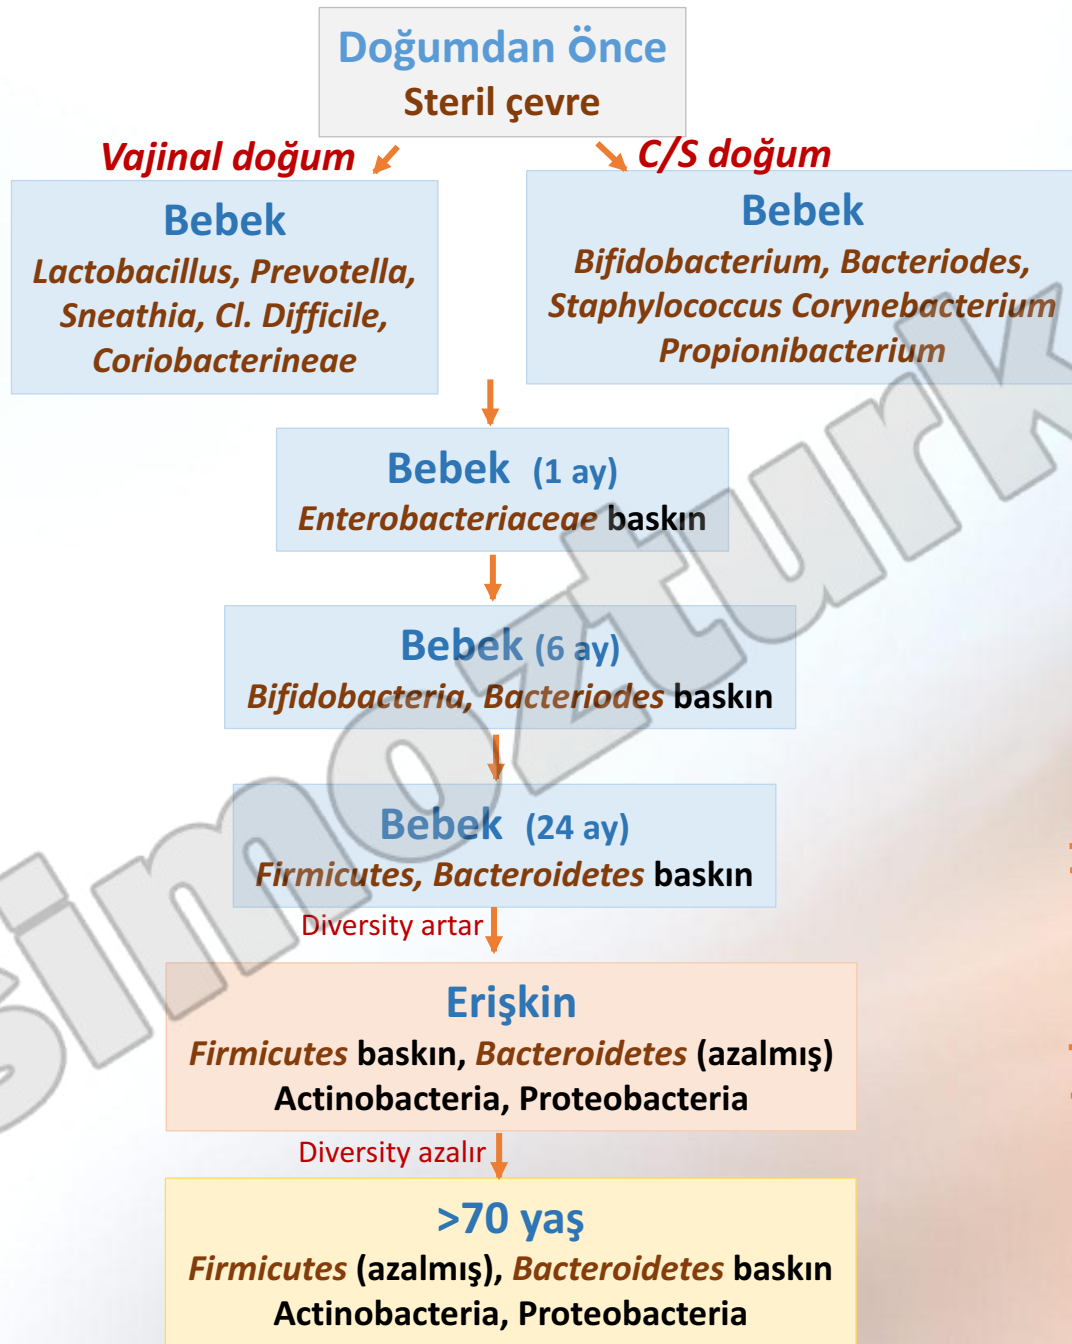 Doğumdan Önce
Steril çevre
Vajinal doğum
C/S doğum
Bebek
Lactobacillus, Prevotella,
Sneathia, Cl. Difficile,
Coriobacterineae
Bebek
Bifidobacterium, Bacteriodes,
Staphylococcus Corynebacterium
Propionibacterium
Bebek (1 ay)
Enterobacteriaceae baskın
Bebek (6 ay)
Bifidobacteria, Bacteriodes baskın
Bebek (24 ay)
Firmicutes, Bacteroidetes baskın
Diversity artar
Erişkin
Firmicutes baskın, Bacteroidetes (azalmış)
Actinobacteria, Proteobacteria
Diversity azalır
>70 yaş
Firmicutes (azalmış), Bacteroidetes baskın
Actinobacteria, Proteobacteria
şimozturk